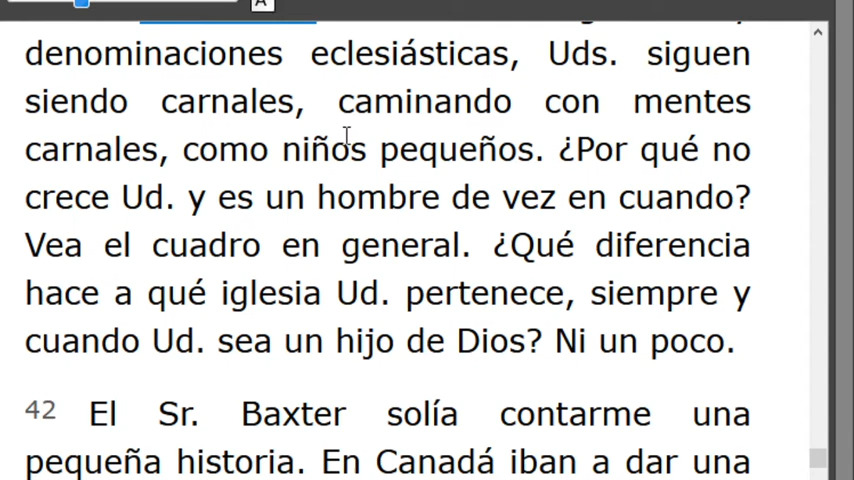 A
denominaciones eclesiásticas, Uds. siguen
siendo carnales, caminando con mentes
carnales, como niños pequeños. ¿Por qué no
crece Ud. y es un hombre de vez en cuando?
Vea el cuadro en general. ¿Qué diferencia
hace a qué iglesia Ud. pertenece, siempre y
cuando Ud. sea un hijo de Dios? Ni un poco.
42 El Sr. Baxter solía contarme una
pequeña historia. En Canadá iban a dar una